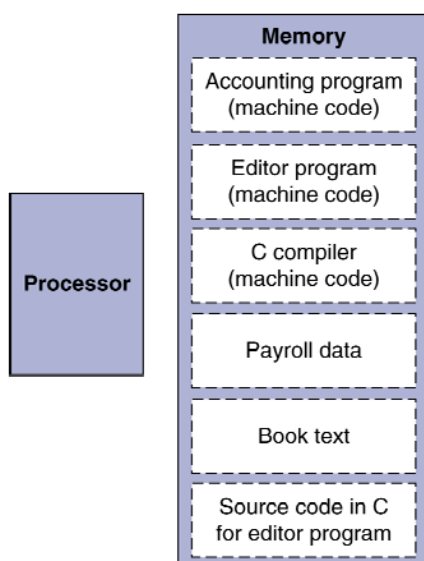 Memory
Accounting program
(machine code)
Editor program
(machine code)
C compiler
(machine code)
Processor
Payroll data
Book text
Source code in C
for editor program